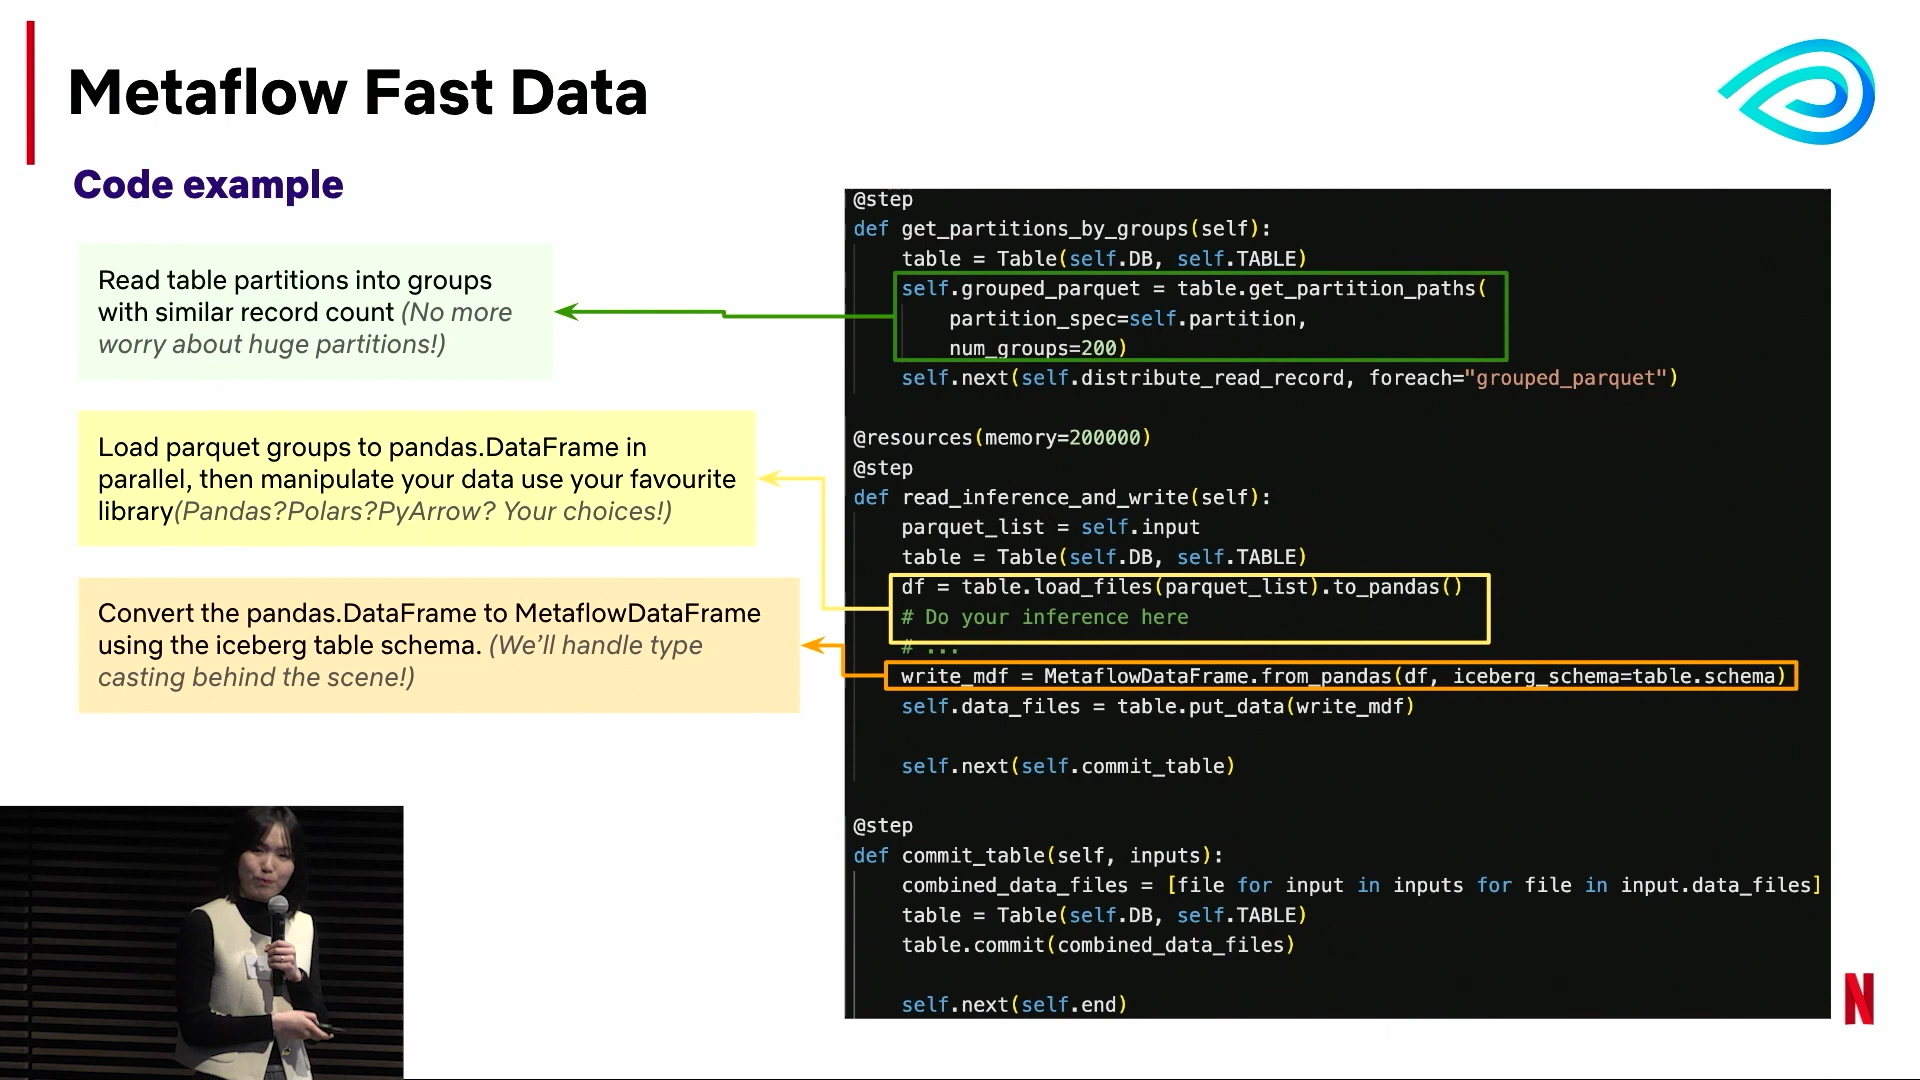 Metaflow Fast Data
Code example
Read table partitions into groups
with similar record count (No more
worry about huge partitions!)
Load parquet groups to pandas.DataFrame in
parallel, then manipulate your data use your favourite
library(Pandas?Polars?PyArrow? Your choices!)
Convert the pandas.DataFrame to MetaflowDataFrame
using the iceberg table schema. (We’ll handle type
casting behind the scene!)
@step
def get_partitions_by_groups(self):
    table = Table(self.DB, self.TABLE)
    self.grouped_parquet = table.get_partition_paths(
        partition_spec=self.partition,
        num_groups=200)
    self.next(self.distribute_read_record, foreach="grouped_parquet")
@resources(memory=200000)
@step
def read_inference_and_write(self):
    parquet_list = self.input
    table = Table(self.DB, self.TABLE)
    df = table.load_files(parquet_list).to_pandas()
    # Do your inference here
    # ...
    write_mdf = MetaflowDataFrame.from_pandas(df, iceberg_schema=table.schema)
    self.data_files = table.put_data(write_mdf)
    self.next(self.commit_table)
@step
def commit_table(self, inputs):
    combined_data_files = [file for input in inputs for file in input.data_files]
    table = Table(self.DB, self.TABLE)
    table.commit(combined_data_files)
    self.next(self.end)
N